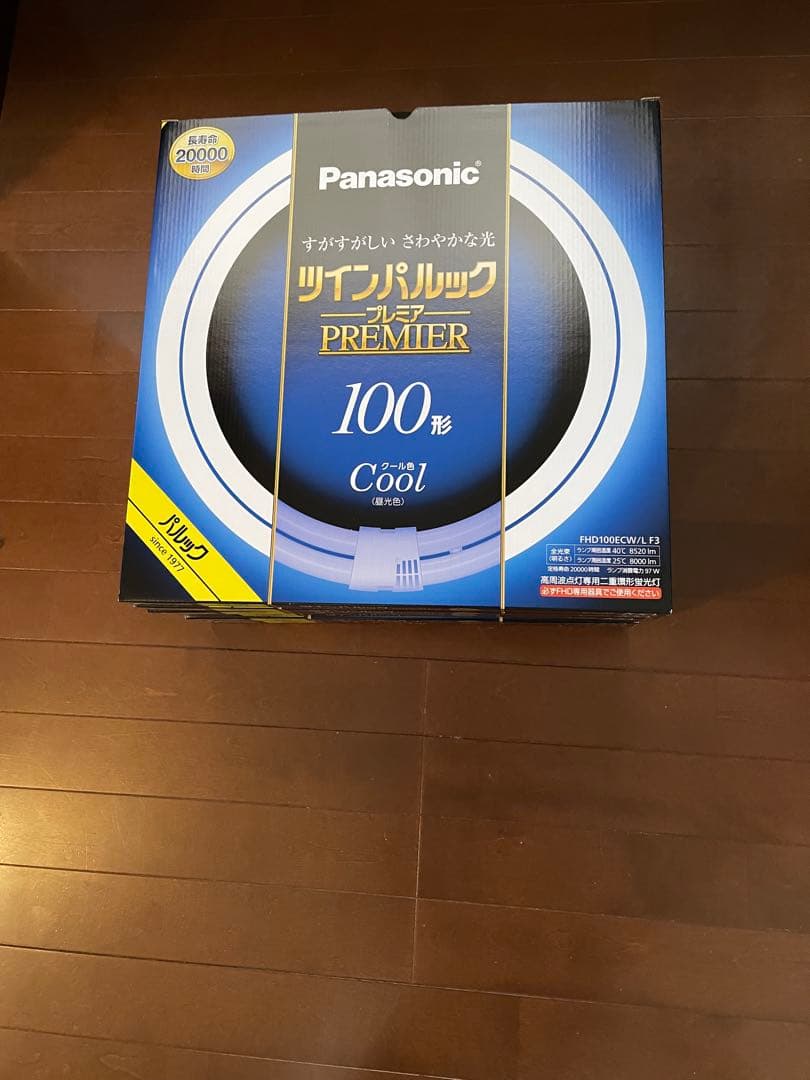 長寿命
20000
時間
Panasonic®
すがすがしい さわやかな光
ツインパルック
プレミア
PREMIER
100形
クール色
Cool
(昼光色)
パルック
since 1977
FHD100ECW/L F3
全光束 (明るさ) ランプ周囲温度 40℃ 8520 lm
ランプ周囲温度 25℃ 8000 lm
定格寿命 20000時間 ランプ消費電力 97 W
高周波点灯専用二重環形蛍光灯
必ずFHD専用器具でご使用ください